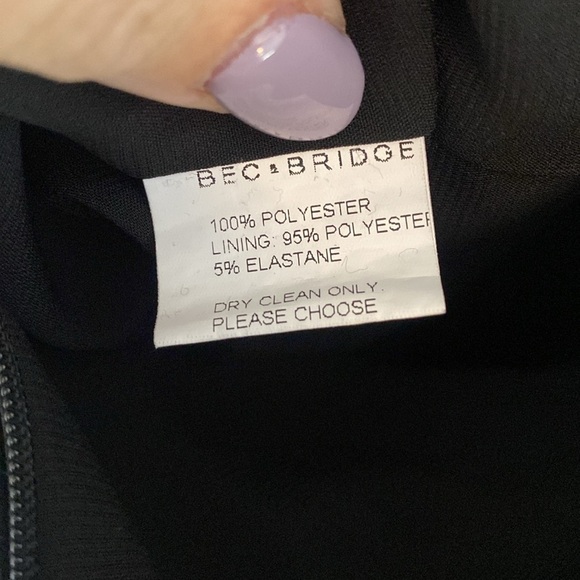 BEC & BRIDGE
100% POLYESTER
LINING: 95% POLYESTER
5% ELASTANE
DRY CLEAN ONLY.
PLEASE CHOOSE